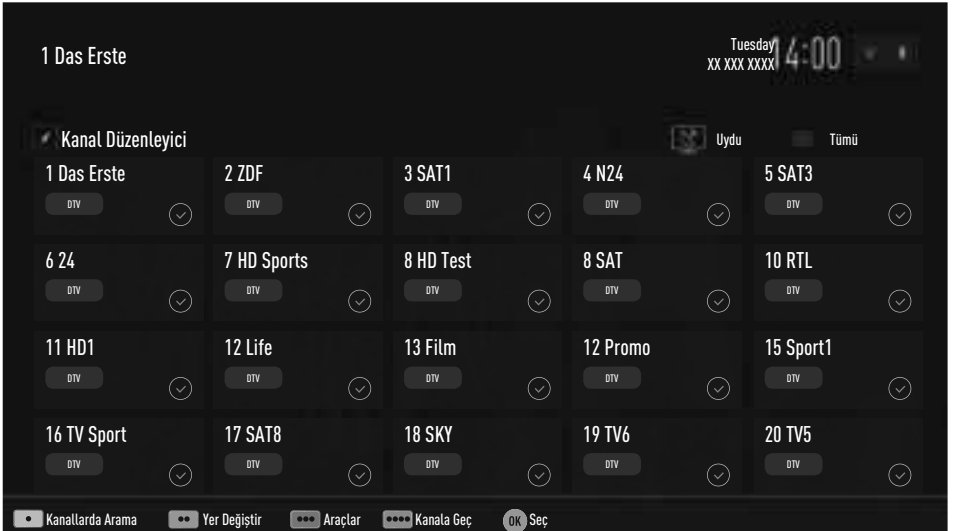 1 Das Erste
Tuesday
XX XXX XXXX
14:00
Kanal Düzenleyici
Uydu
Tümü
1 Das Erste
2 ZDF
3 SAT1
4 N24
5 SAT3
DTV
DTV
DTV
DTV
DTV
6 24
7 HD Sports
8 HD Test
8 SAT
10 RTL
DTV
DTV
DTV
DTV
DTV
11 HD1
12 Life
13 Film
12 Promo
15 Sport1
DTV
DTV
DTV
DTV
DTV
16 TV Sport
17 SAT8
18 SKY
19 TV6
20 TV5
DTV
DTV
DTV
DTV
DTV
Kanallarda Arama
Yer Değiştir
Araçlar
Kanala Geç
OK Seç